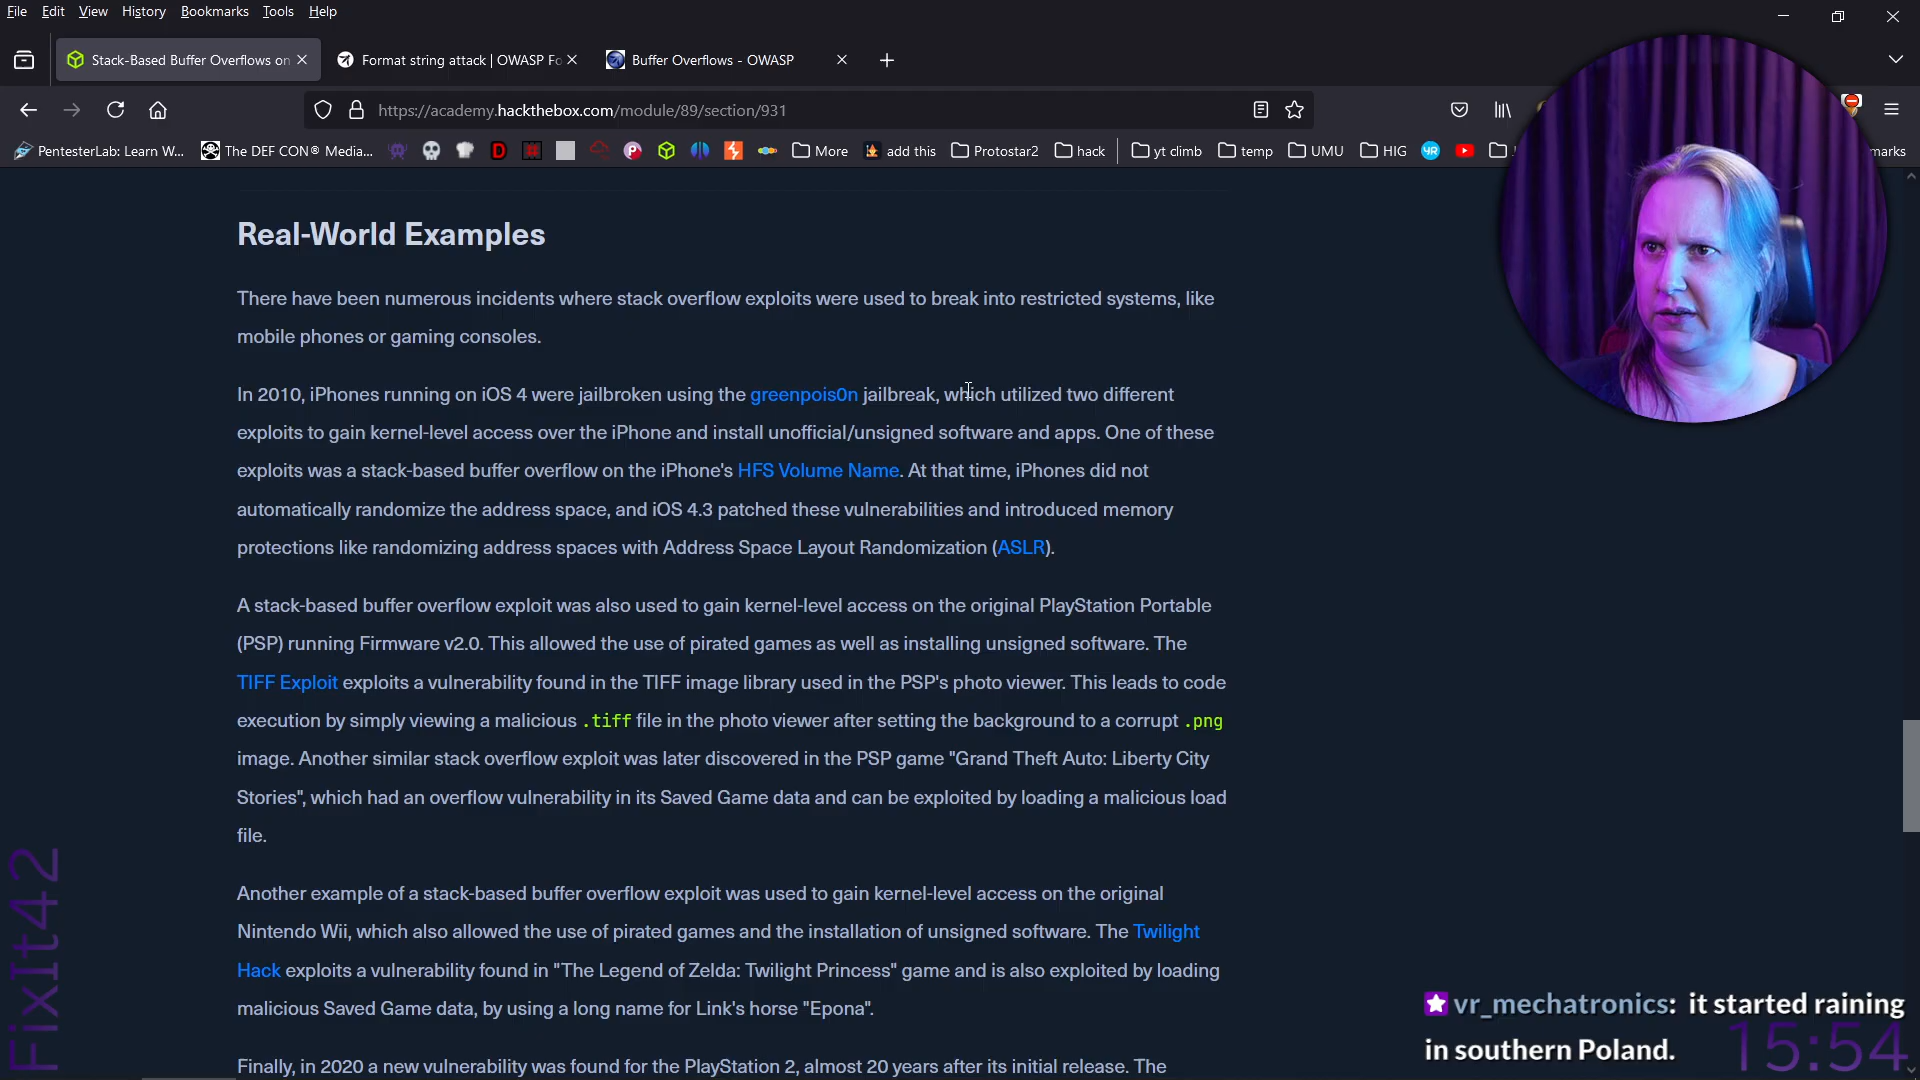 File Edit View History Bookmarks Tools Help
Stack-Based Buffer Overflows on
Format string attack | OWASP Fo
Buffer Overflows - OWASP
https://academy.hackthebox.com/module/89/section/931
PentesterLab: Learn W...
The DEF CON® Media...
More
add this
Protostar2
hack
yt climb
temp
UMU
HIG
marks
Real-World Examples
There have been numerous incidents where stack overflow exploits were used to break into restricted systems, like
mobile phones or gaming consoles.
In 2010, iPhones running on iOS 4 were jailbroken using the greenpois0n jailbreak, which utilized two different
exploits to gain kernel-level access over the iPhone and install unofficial/unsigned software and apps. One of these
exploits was a stack-based buffer overflow on the iPhone's HFS Volume Name. At that time, iPhones did not
automatically randomize the address space, and iOS 4.3 patched these vulnerabilities and introduced memory
protections like randomizing address spaces with Address Space Layout Randomization (ASLR).
A stack-based buffer overflow exploit was also used to gain kernel-level access on the original PlayStation Portable
(PSP) running Firmware v2.0. This allowed the use of pirated games as well as installing unsigned software. The
TIFF Exploit exploits a vulnerability found in the TIFF image library used in the PSP's photo viewer. This leads to code
execution by simply viewing a malicious .tiff file in the photo viewer after setting the background to a corrupt .png
image. Another similar stack overflow exploit was later discovered in the PSP game "Grand Theft Auto: Liberty City
Stories", which had an overflow vulnerability in its Saved Game data and can be exploited by loading a malicious load
file.
Another example of a stack-based buffer overflow exploit was used to gain kernel-level access on the original
Nintendo Wii, which also allowed the use of pirated games and the installation of unsigned software. The Twilight
Hack exploits a vulnerability found in "The Legend of Zelda: Twilight Princess" game and is also exploited by loading
malicious Saved Game data, by using a long name for Link's horse "Epona".
Finally, in 2020 a new vulnerability was found for the PlayStation 2, almost 20 years after its initial release. The
FixIt42
vr_mechatronics: it started raining
in southern Poland.
15:54